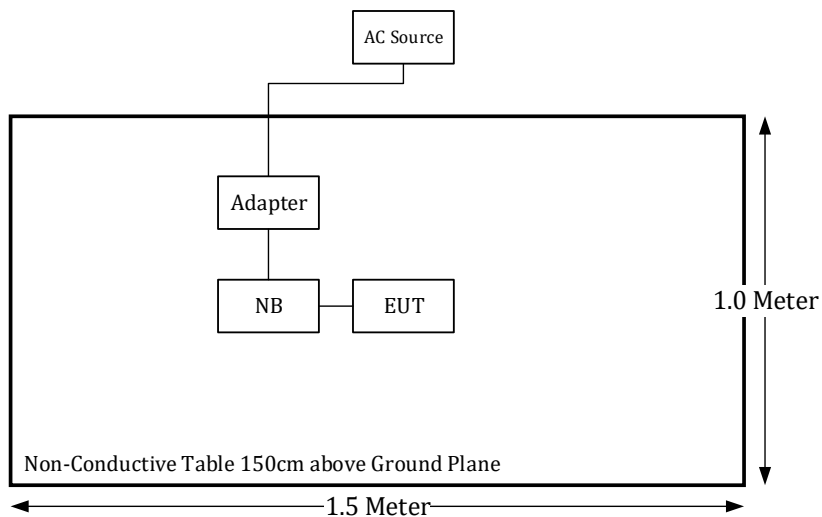 AC Source
Adapter
NB
EUT
1.0 Meter
Non-Conductive Table 150cm above Ground Plane
1.5 Meter